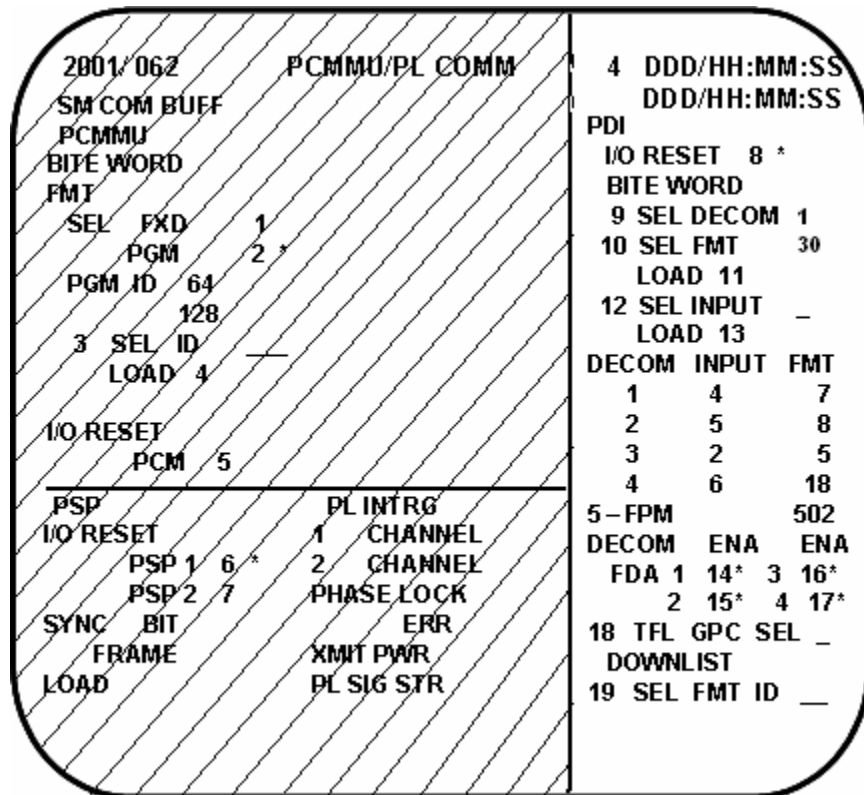 2001/ 062 PCMMU/PL COMM 4 DDD/HH:MM:SS
DDD/HH:MM:SS
SM COM BUFF
PCMMU
BITE WORD
FMT
SEL FXD 1
PGM 2 *
PGM ID 64
128
3 SEL ID __
LOAD 4
I/O RESET
PCM 5
PSP
I/O RESET
PSP 1 6 *
PSP 2 7
SYNC BIT
FRAME
LOAD
PL INTRG
1 CHANNEL
2 CHANNEL
PHASE LOCK
ERR
XMIT PWR
PL SIG STR
PDI
I/O RESET 8 *
BITE WORD
9 SEL DECOM 1
10 SEL FMT 30
LOAD 11
12 SEL INPUT _
LOAD 13
DECOM INPUT FMT
1 4 7
2 5 8
3 2 5
4 6 18
5-FPM 502
DECOM ENA ENA
FDA 1 14* 3 16*
2 15* 4 17*
18 TFL GPC SEL _
DOWNLIST
19 SEL FMT ID __